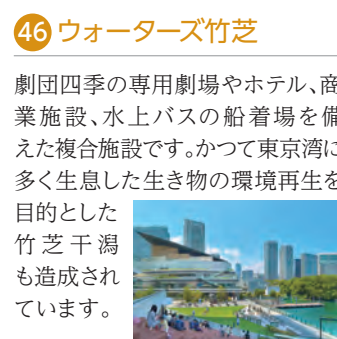 46 ウォーターズ竹芝
劇団四季の専用劇場やホテル、商
業施設、水上バスの船着場を備
えた複合施設です。かつて東京湾に
多く生息した生き物の環境再生を
目的とした
竹芝干潟
も造成され
ています。